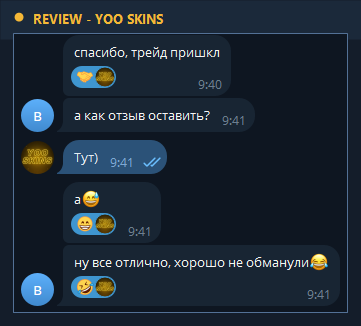 REVIEW - YOO SKINS
спасибо, трейд пришкл
9:40
В
а как отзыв оставить?
9:41
YOO
SKINS
Тут)
9:41
а😅
9:41
В
ну все отлично, хорошо не обманули😂
9:41